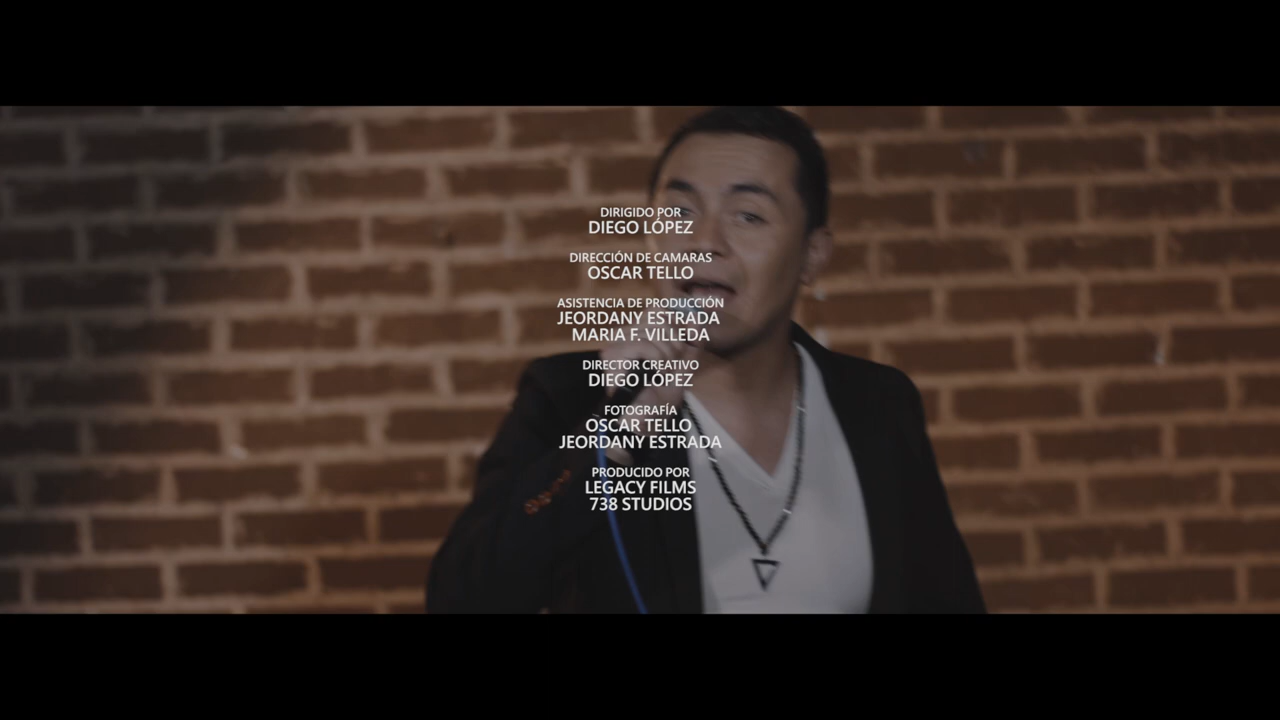 DIRIGIDO POR
DIEGO LÓPEZ
DIRECCIÓN DE CAMARAS
OSCAR TELLO
ASISTENCIA DE PRODUCCIÓN
JEORDANY ESTRADA
MARIA F. VILLEDA
DIRECTOR CREATIVO
DIEGO LÓPEZ
FOTOGRAFÍA
OSCAR TELLO
JEORDANY ESTRADA
PRODUCIDO POR
LEGACY FILMS
738 STUDIOS